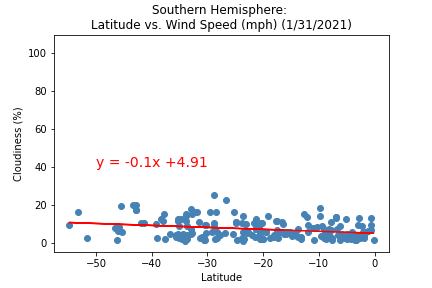 Southern Hemisphere:
Latitude vs. Wind Speed (mph) (1/31/2021)
100
80
60
40
20
0
Cloudiness (%)
y = -0.1x +4.91
−50
−40
−30
−20
−10
0
Latitude